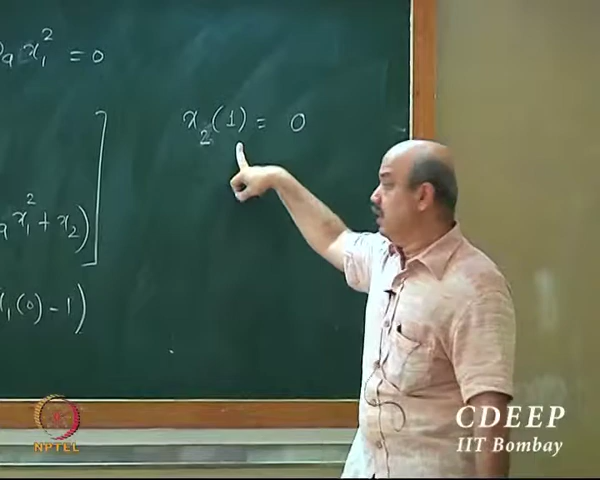 x₁² = 0
x₂(1) = 0
x₁² + x₂)
₁(0) - 1)
NPTEL
CDEEP
IIT Bombay